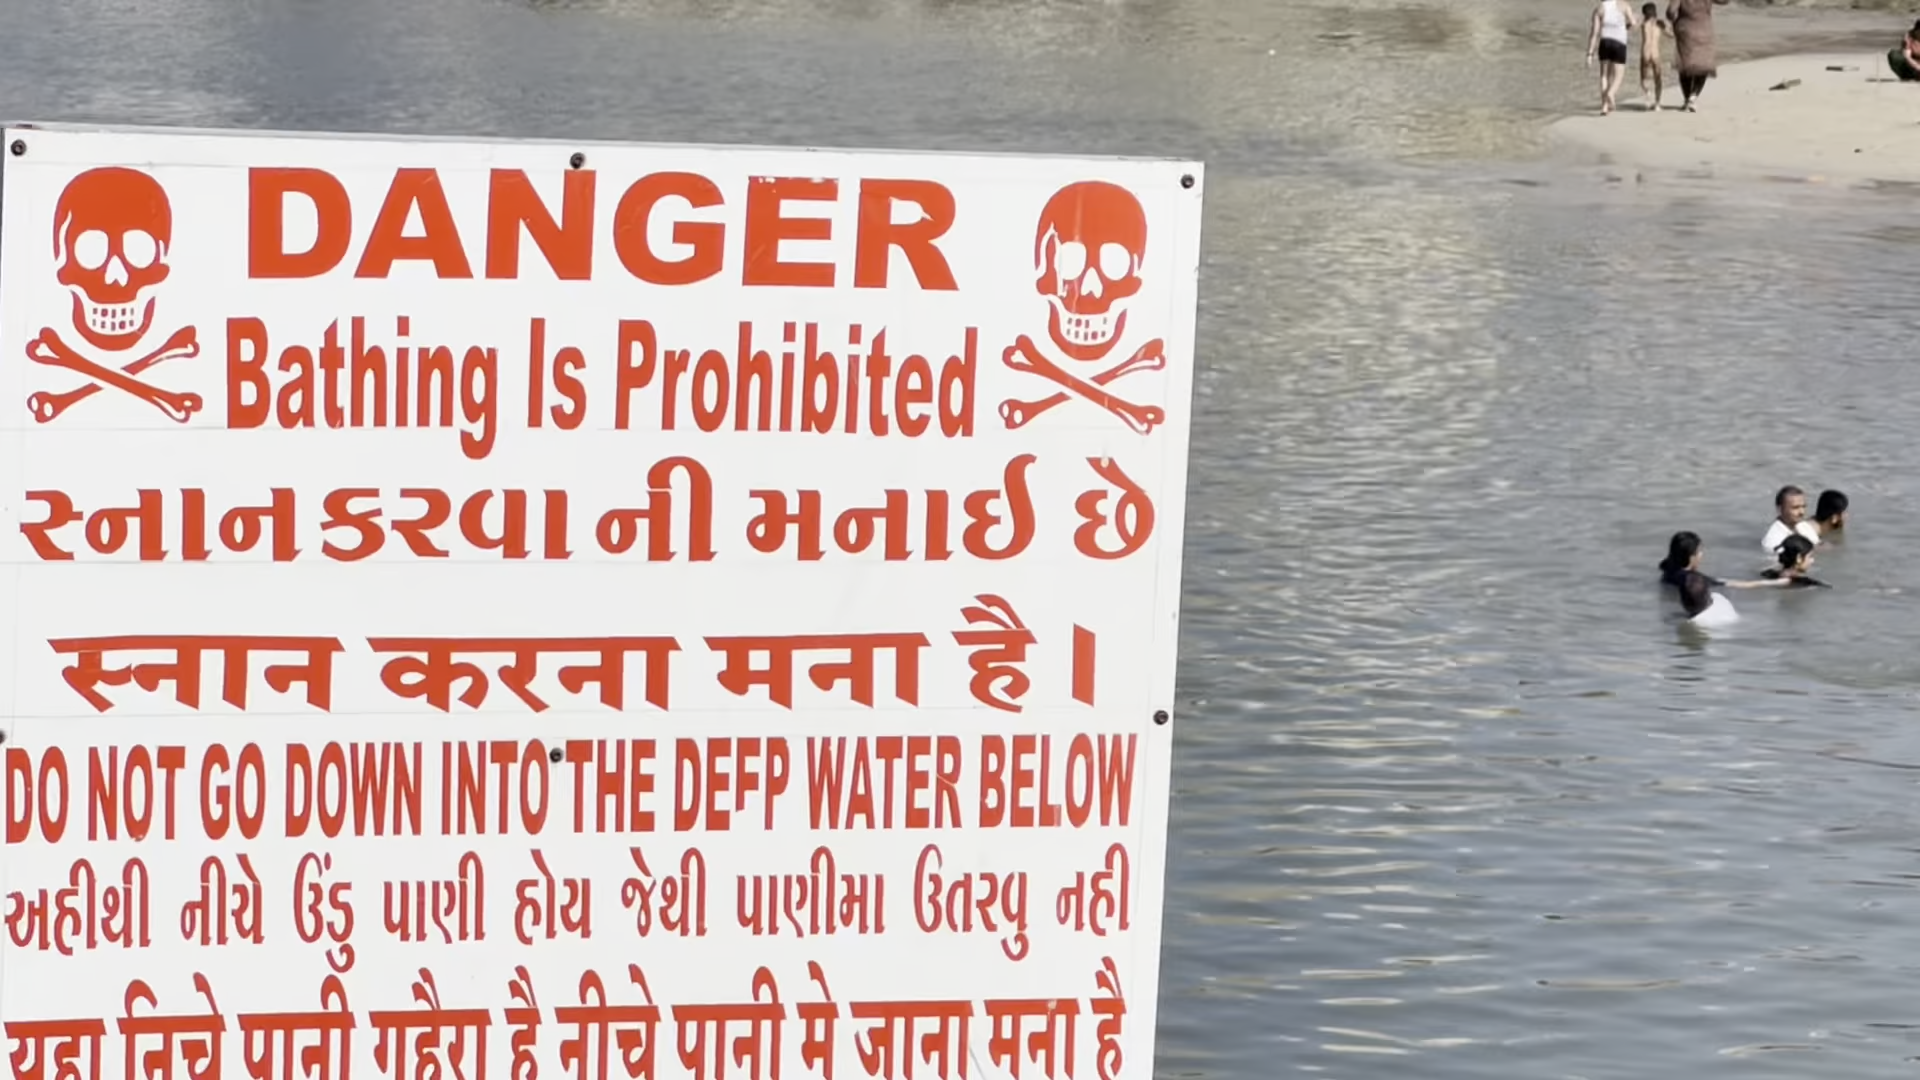 DANGER
Bathing Is Prohibited
સ્નાન કરવા ની મનાઈ છે
स्नान करना मना है।
DO NOT GO DOWN INTO THE DEEP WATER BELOW
અહીથી નીચે ઉંડુ પાણી હોય જેથી પાણીમા ઉતરવુ નહી
यहा निचे पानी गहैरा है नीचे पानी मे जाना मना है